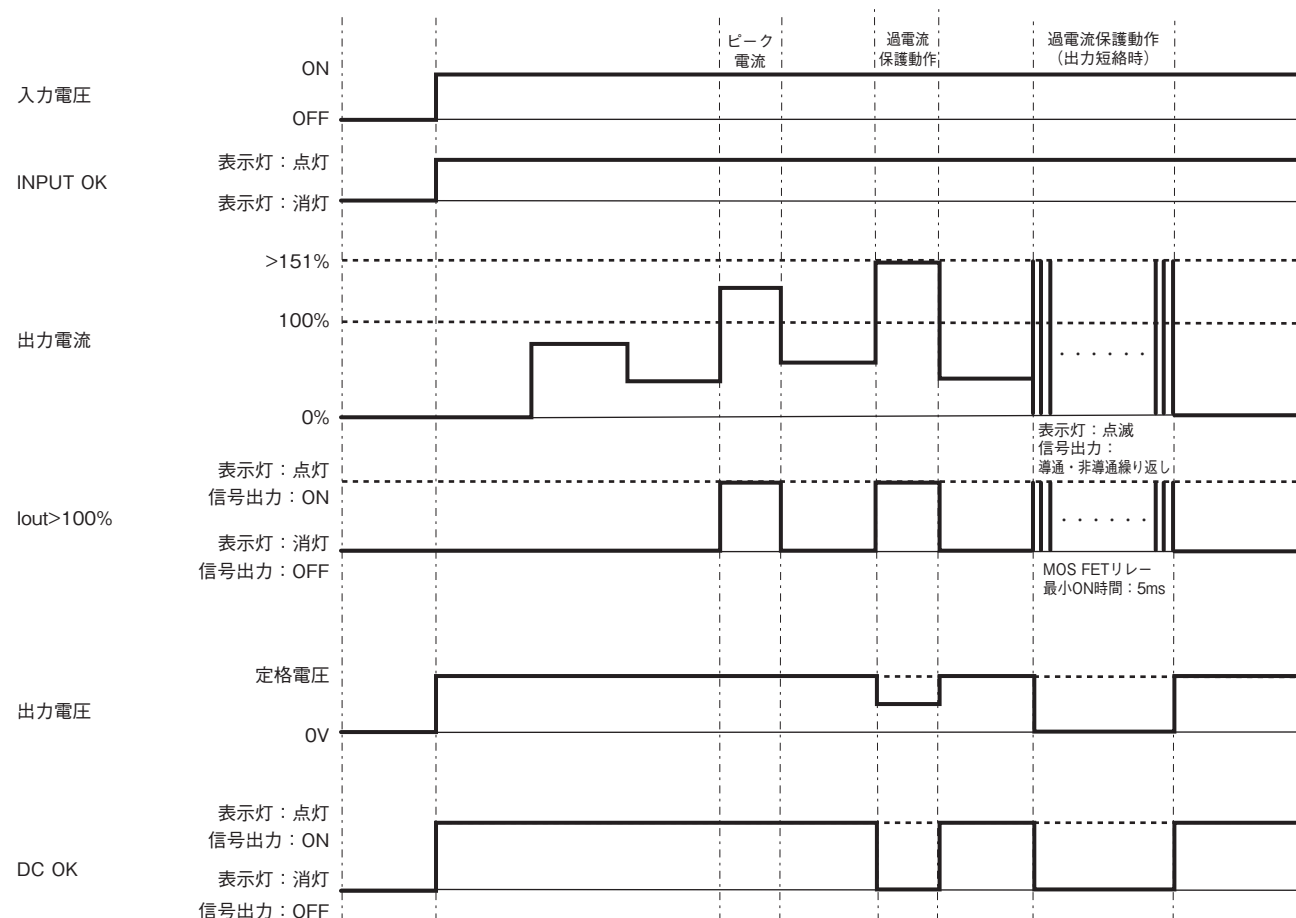 ピーク
電流
過電流
保護動作
過電流保護動作
（出力短絡時）
入力電圧
ON
OFF
INPUT OK
表示灯：点灯
表示灯：消灯
出力電流
>151%
100%
0%
表示灯：点滅
信号出力：
導通・非導通繰り返し
Iout>100%
表示灯：点灯
信号出力：ON
表示灯：消灯
信号出力：OFF
MOS FETリレー
最小ON時間：5ms
出力電圧
定格電圧
0V
DC OK
表示灯：点灯
信号出力：ON
表示灯：消灯
信号出力：OFF